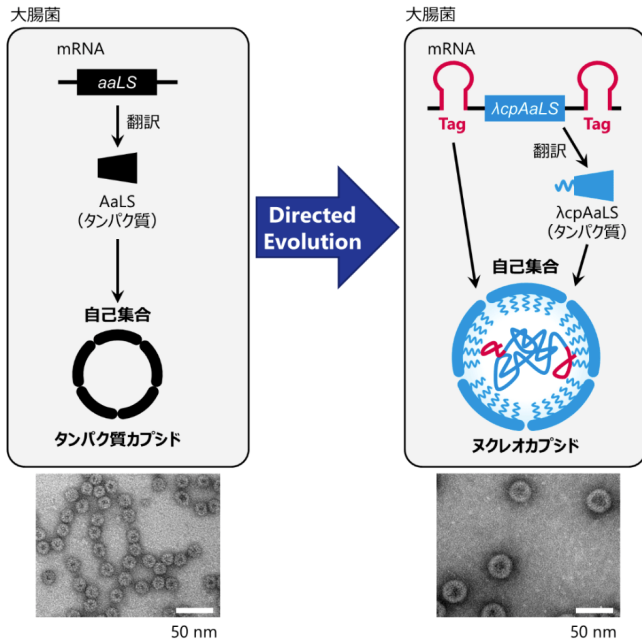 大腸菌
mRNA
aaLS
翻訳
AaLS
（タンパク質）
自己集合
タンパク質カプシド
50 nm
Directed
Evolution
大腸菌
mRNA
λcpAaLS
Tag
Tag
翻訳
λcpAaLS
（タンパク質）
自己集合
ヌクレオカプシド
50 nm